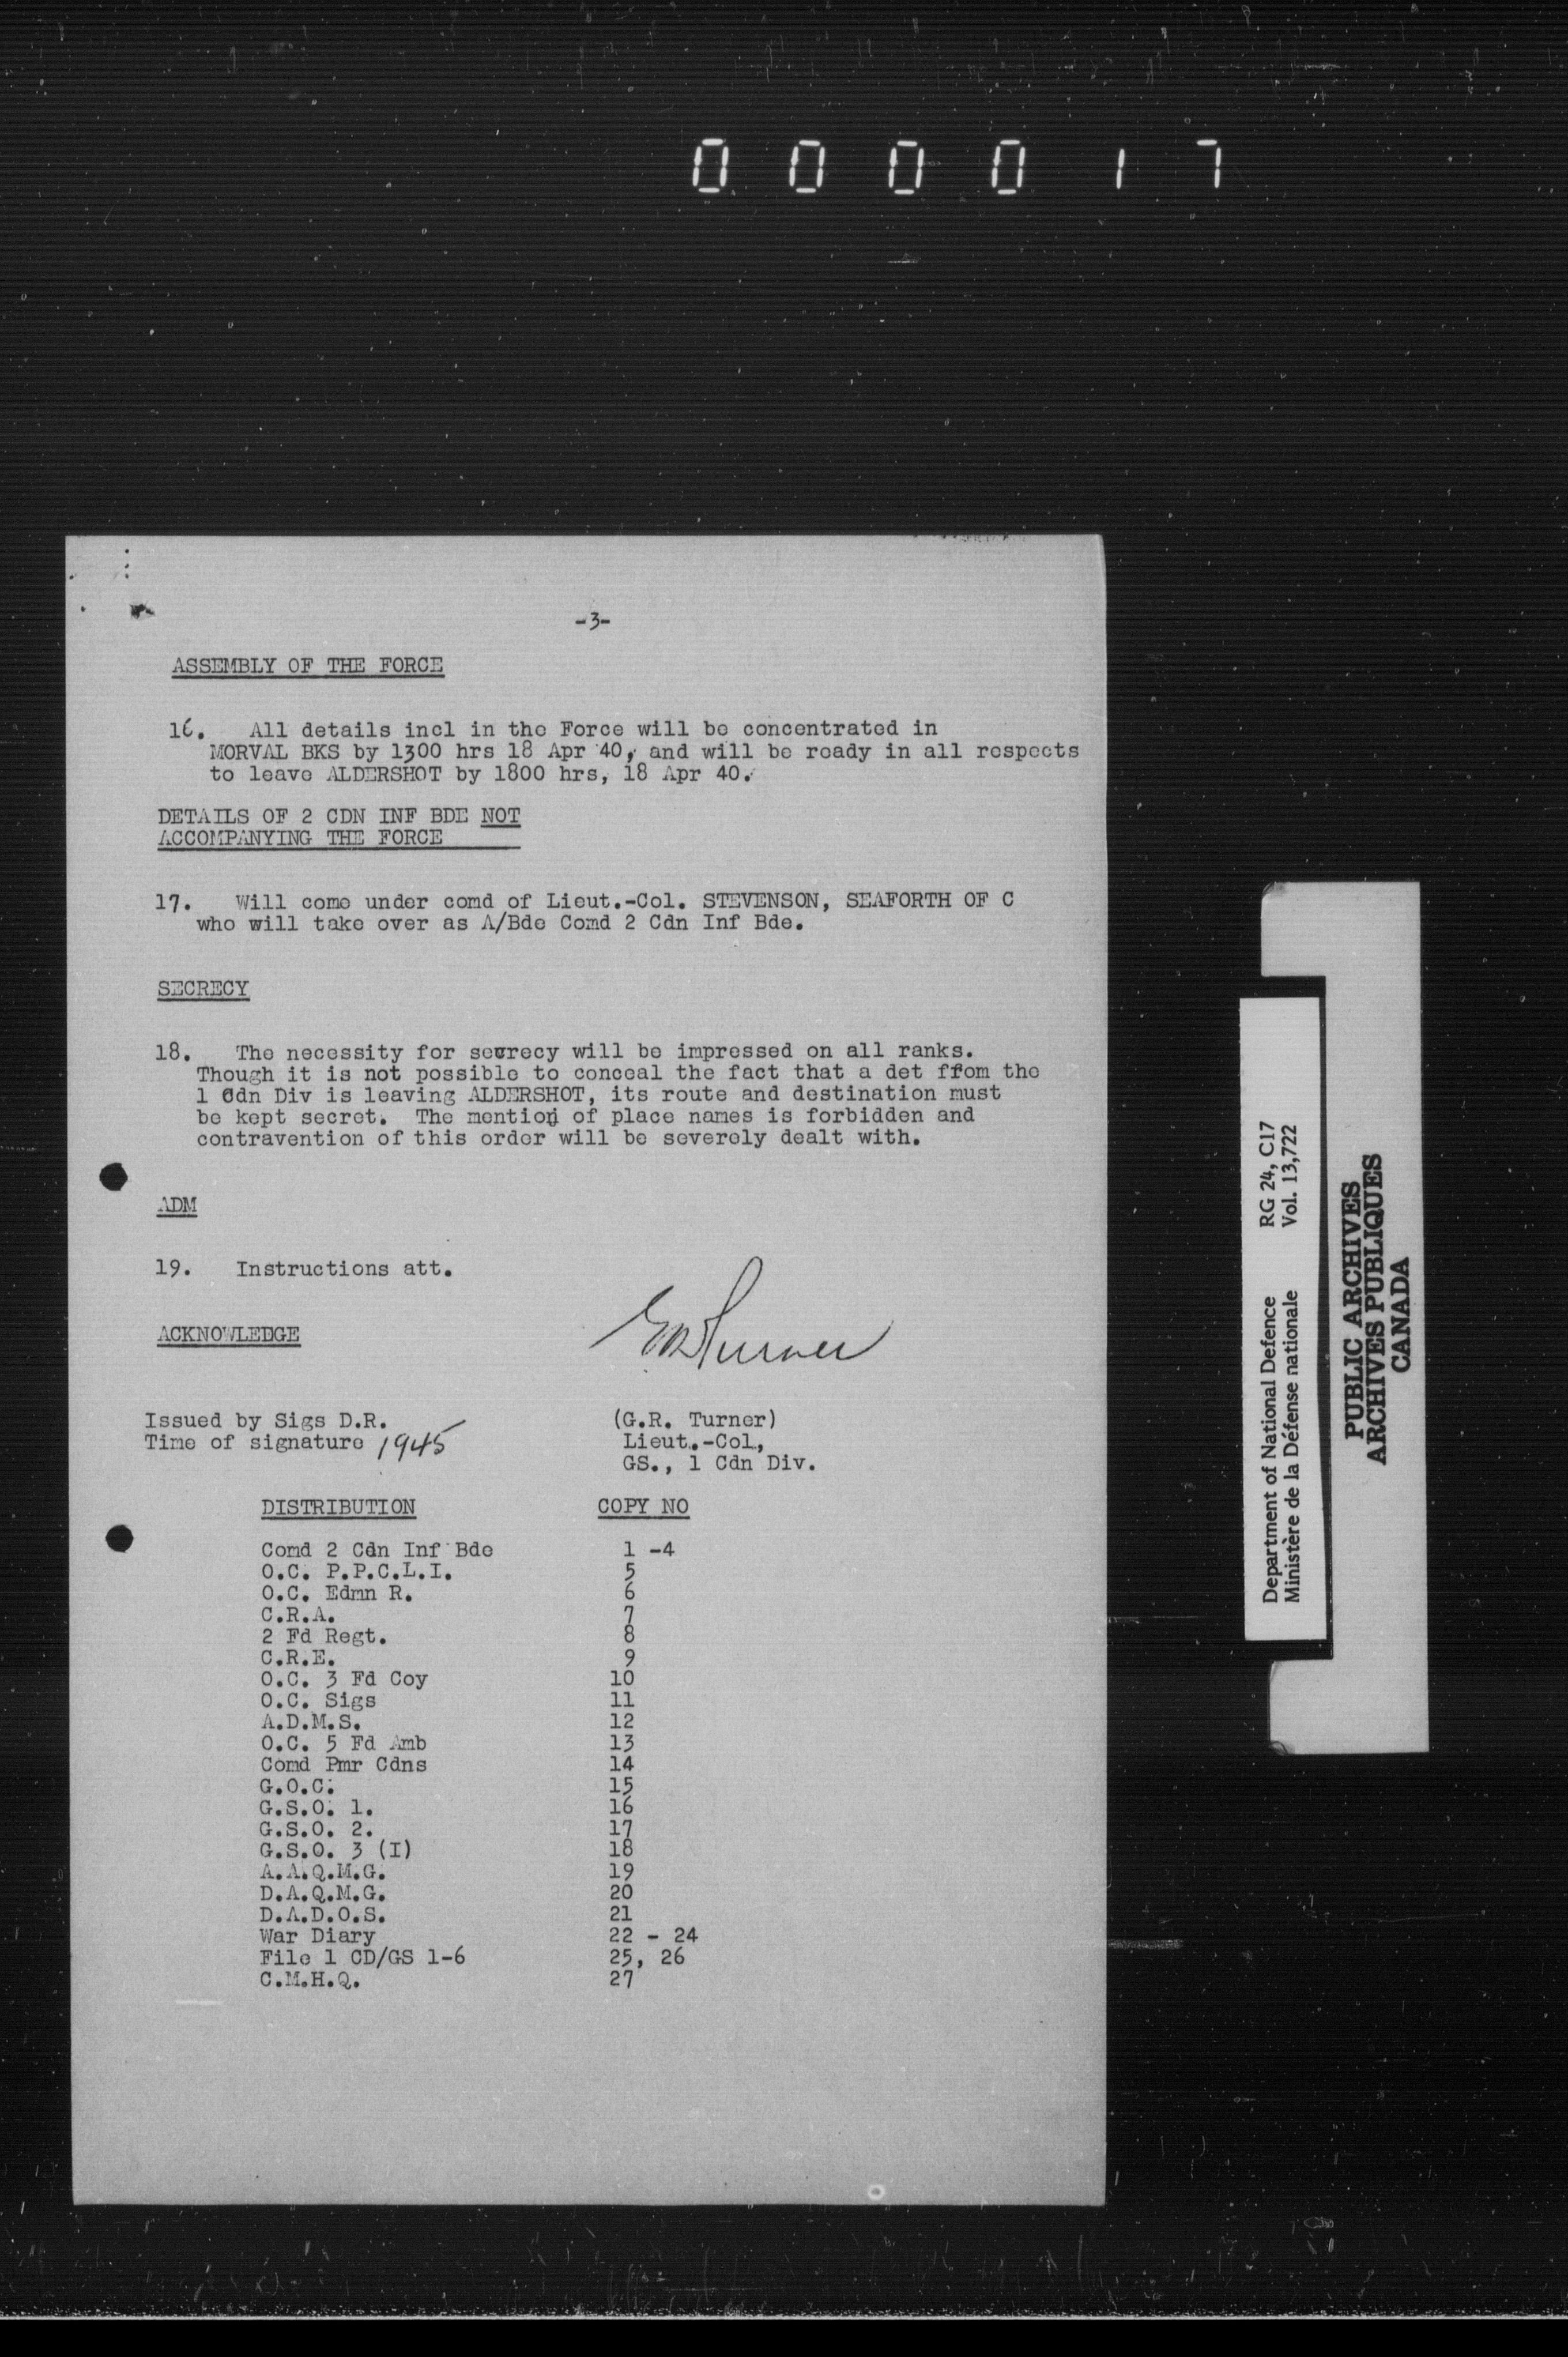 000017
-3-
ASSEMBLY OF THE FORCE
16. All details incl in the Force will be concentrated in
MORVAL BKS by 1300 hrs 18 Apr 40, and will be ready in all respects
to leave ALDERSHOT by 1800 hrs, 18 Apr 40.
DETAILS OF 2 CDN INF BDE NOT
ACCOMPANYING THE FORCE
17. Will come under comd of Lieut.-Col. STEVENSON, SEAFORTH OF C
who will take over as A/Bde Comd 2 Cdn Inf Bde.
SECRECY
18. The necessity for secrecy will be impressed on all ranks.
Though it is not possible to conceal the fact that a det ffom the
1 Cdn Div is leaving ALDERSHOT, its route and destination must
be kept secret. The mention of place names is forbidden and
contravention of this order will be severely dealt with.
ADM
19. Instructions att.
ACKNOWLEDGE
GRTurner
Issued by Sigs D.R.
Time of signature 1945
(G.R. Turner)
Lieut.-Col,
GS., 1 Cdn Div.
DISTRIBUTION COPY NO
Comd 2 Cdn Inf Bde 1 -4
O.C. P.P.C.L.I. 5
O.C. Edmn R. 6
C.R.A. 7
2 Fd Regt. 8
C.R.E. 9
O.C. 3 Fd Coy 10
O.C. Sigs 11
A.D.M.S. 12
O.C. 5 Fd Amb 13
Comd Pmr Cdns 14
G.O.C. 15
G.S.O. 1. 16
G.S.O. 2. 17
G.S.O. 3 (I) 18
A.A.Q.M.G. 19
D.A.Q.M.G. 20
D.A.D.O.S. 21
War Diary 22 - 24
File 1 CD/GS 1-6 25, 26
C.M.H.Q. 27
Department of National Defence RG 24, C17
Ministère de la Défense nationale Vol. 13,722
PUBLIC ARCHIVES
ARCHIVES PUBLIQUES
CANADA